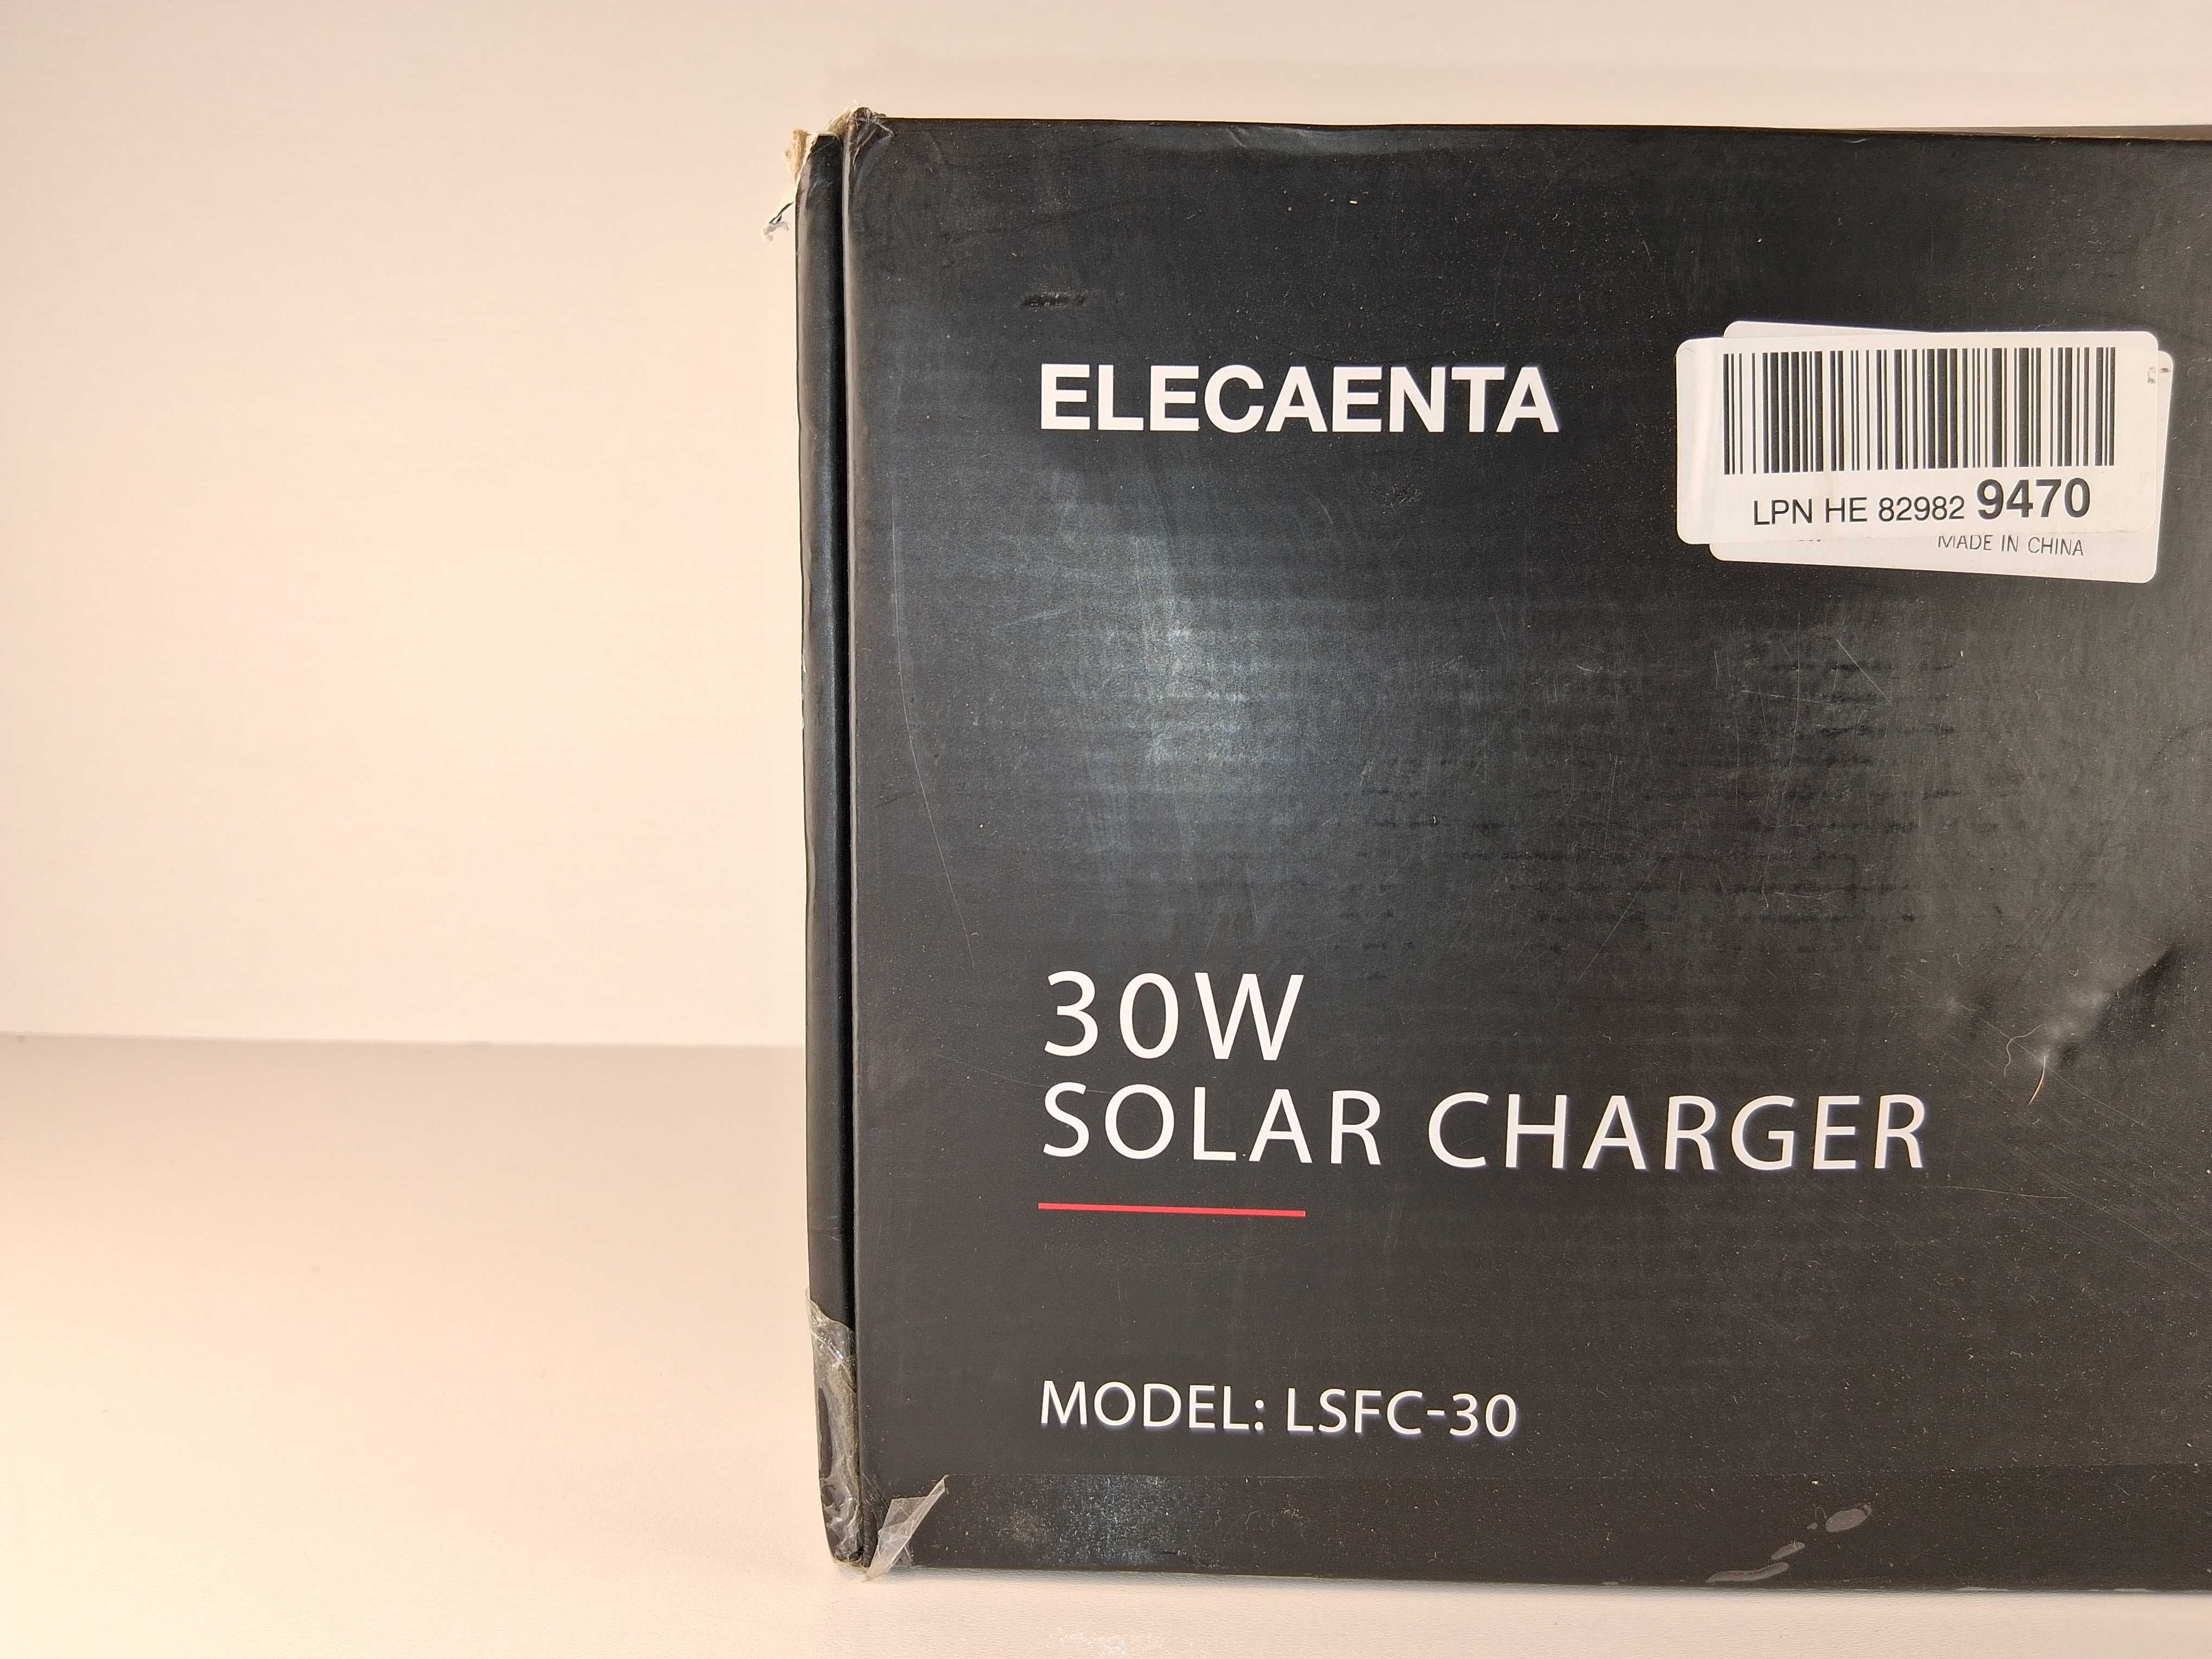 ELECAENTA
LPN HE 82982 9470
MADE IN CHINA
30W
SOLAR CHARGER
MODEL: LSFC-30